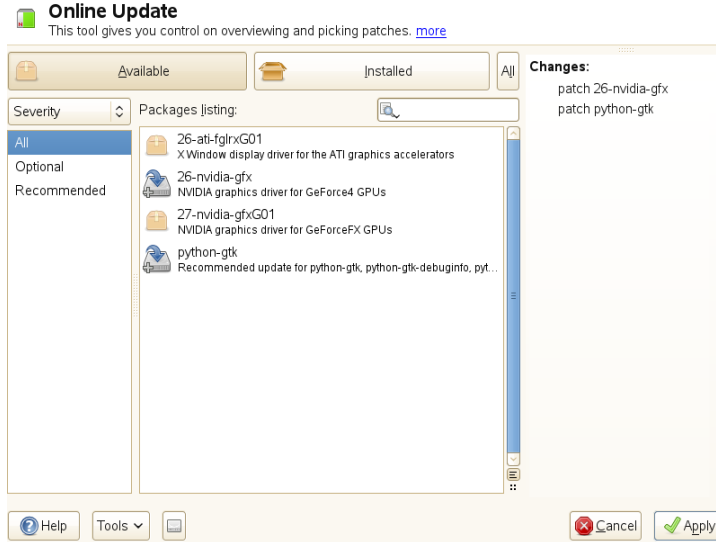 Online Update
This tool gives you control on overviewing and picking patches. more
Available
Installed
All
Changes:
patch 26-nvidia-gfx
patch python-gtk
Severity
Packages listing:
All
Optional
Recommended
26-ati-fglrxG01
X Window display driver for the ATI graphics accelerators
26-nvidia-gfx
NVIDIA graphics driver for GeForce4 GPUs
27-nvidia-gfxG01
NVIDIA graphics driver for GeForceFX GPUs
python-gtk
Recommended update for python-gtk, python-gtk-debuginfo, pyt...
Help
Tools
Cancel
Apply